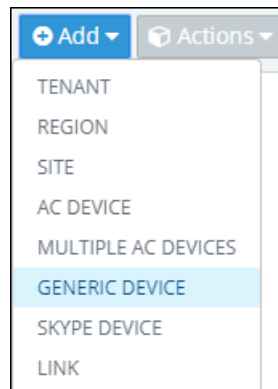 Add
Actions
TENANT
REGION
SITE
AC DEVICE
MULTIPLE AC DEVICES
GENERIC DEVICE
SKYPE DEVICE
LINK